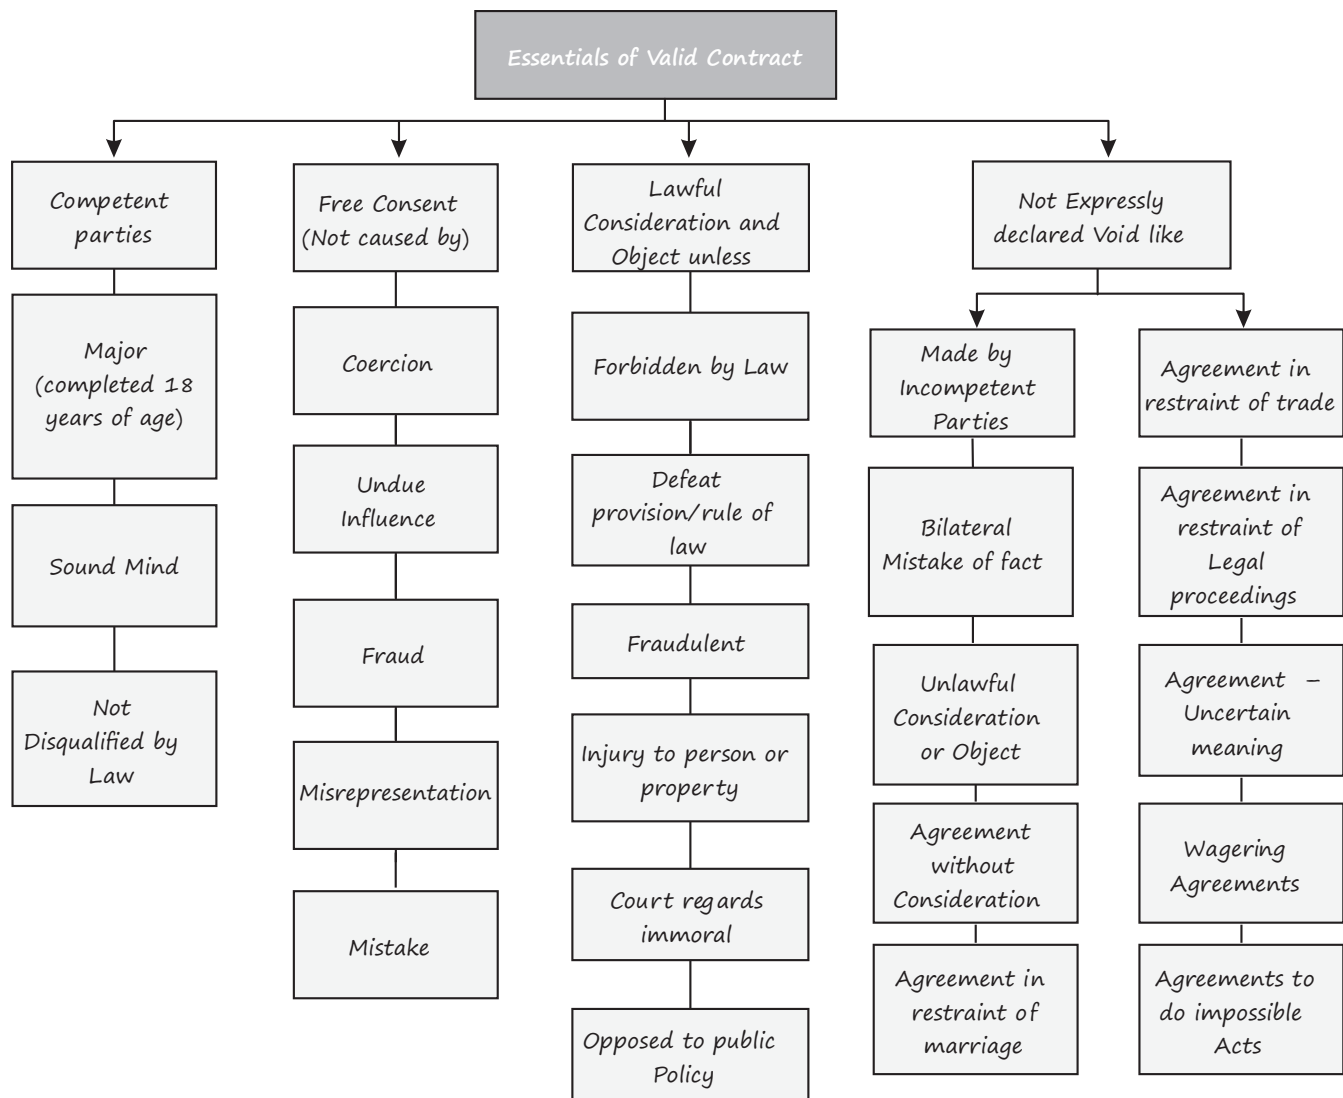 Essentials of Valid Contract
Competent
parties
Major
(completed 18
years of age)
Sound Mind
Not
Disqualified by
Law
Free Consent
(Not caused by)
Coercion
Undue
Influence
Fraud
Misrepresentation
Mistake
Lawful
Consideration and
Object unless
Forbidden by Law
Defeat
provision/rule of
law
Fraudulent
Injury to person or
property
Court regards
immoral
Opposed to public
Policy
Not Expressly
declared Void like
Made by
Incompetent
Parties
Bilateral
Mistake of fact
Unlawful
Consideration
or Object
Agreement
without
Consideration
Agreement in
restraint of
marriage
Agreement in
restraint of trade
Agreement in
restraint of
Legal
proceedings
Agreement –
Uncertain
meaning
Wagering
Agreements
Agreements to
do impossible
Acts